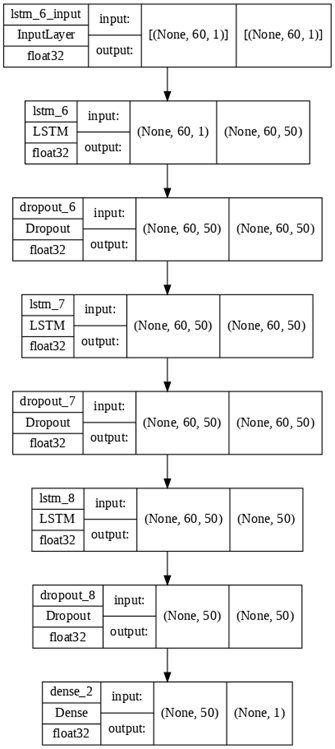 lstm_6_input input: [(None, 60, 1)] [(None, 60, 1)]
InputLayer
float32 output:
lstm_6 input: (None, 60, 1) (None, 60, 50)
LSTM
float32 output:
dropout_6 input: (None, 60, 50) (None, 60, 50)
Dropout
float32 output:
lstm_7 input: (None, 60, 50) (None, 60, 50)
LSTM
float32 output:
dropout_7 input: (None, 60, 50) (None, 60, 50)
Dropout
float32 output:
lstm_8 input: (None, 60, 50) (None, 50)
LSTM
float32 output:
dropout_8 input: (None, 50) (None, 50)
Dropout
float32 output:
dense_2 input: (None, 50) (None, 1)
Dense
float32 output: